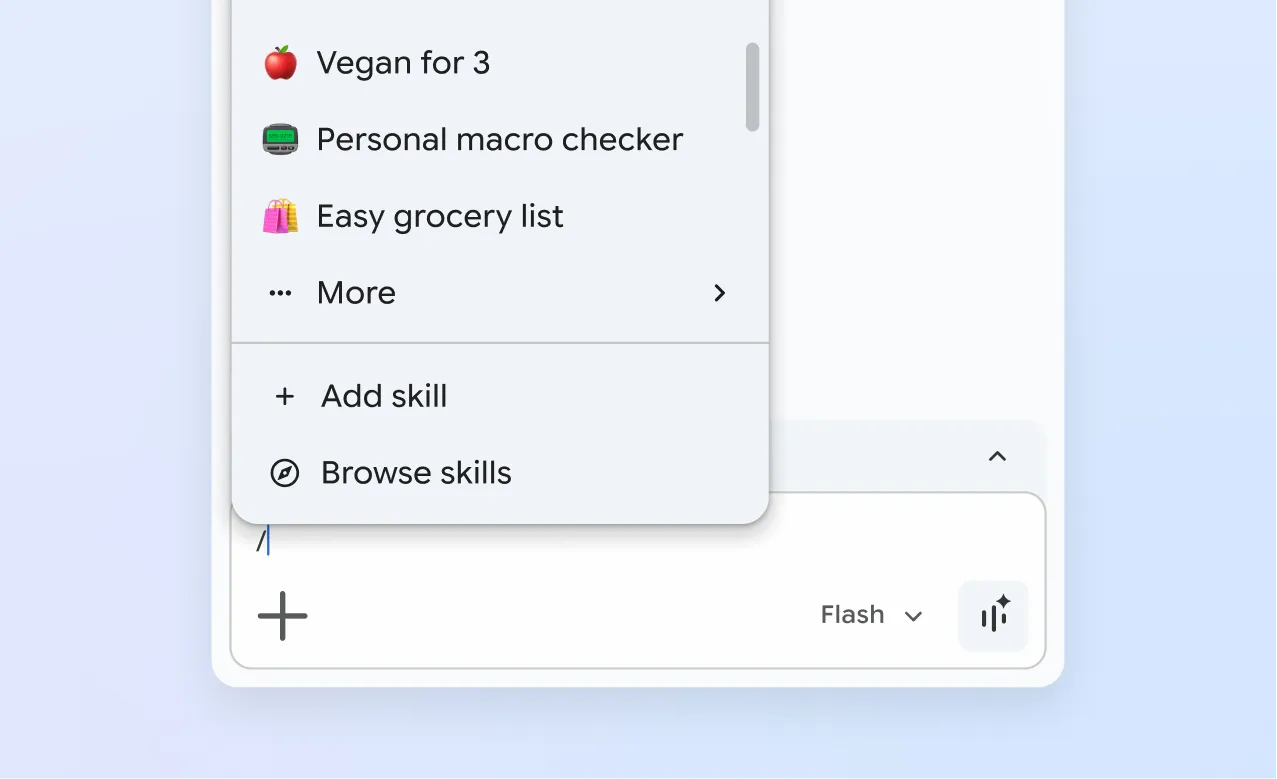 Vegan for 3
Personal macro checker
Easy grocery list
More
Add skill
Browse skills
/
Flash